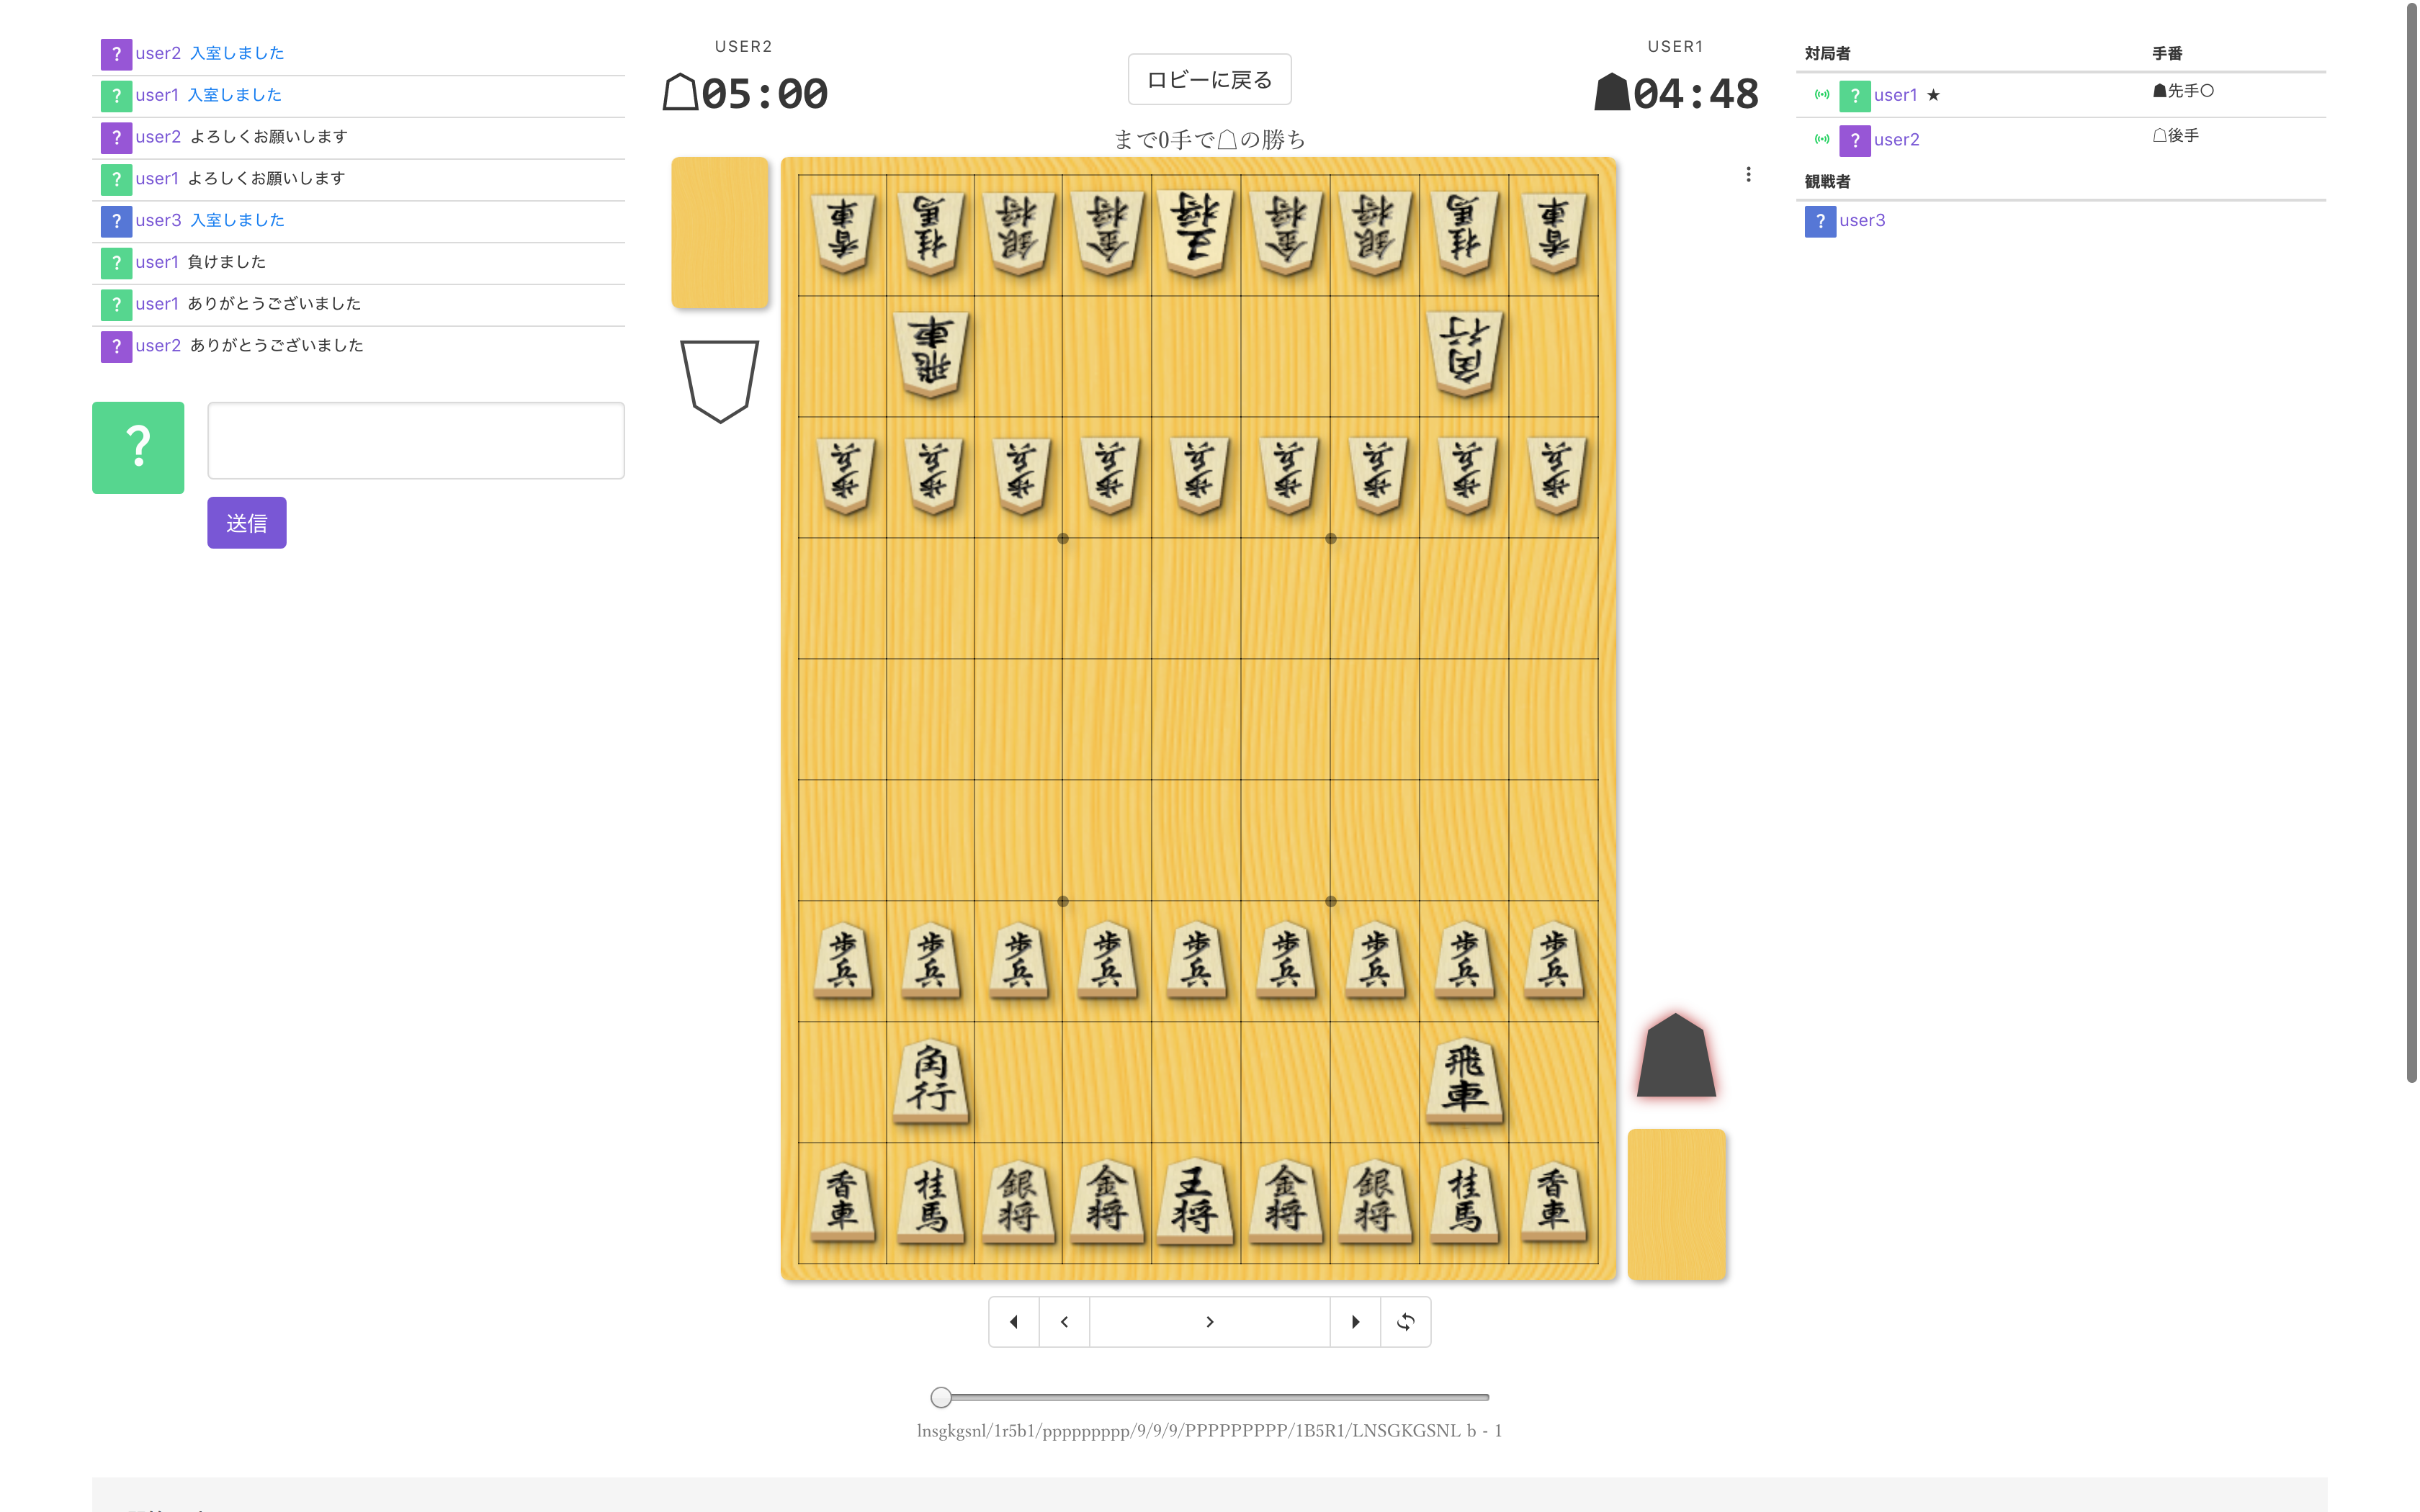 ? user2 入室しました
? user1 入室しました
? user2 よろしくお願いします
? user1 よろしくお願いします
? user3 入室しました
? user1 負けました
? user1 ありがとうございました
? user2 ありがとうございました
?
送信
USER2
☖05:00
ロビーに戻る
USER1
☗04:48
まで0手で☖の勝ち
香車 桂馬 銀将 金将 王将 金将 銀将 桂馬 香車
飛車 角行
歩兵 歩兵 歩兵 歩兵 歩兵 歩兵 歩兵 歩兵 歩兵
歩兵 歩兵 歩兵 歩兵 歩兵 歩兵 歩兵 歩兵 歩兵
角行 飛車
香車 桂馬 銀将 金将 王将 金将 銀将 桂馬 香車
lnsgkgsnl/1r5b1/ppppppppp/9/9/9/PPPPPPPPP/1B5R1/LNSGKGSNL b - 1
対局者 手番
? user1 ★ ☗先手○
? user2 ☖後手
観戦者
? user3